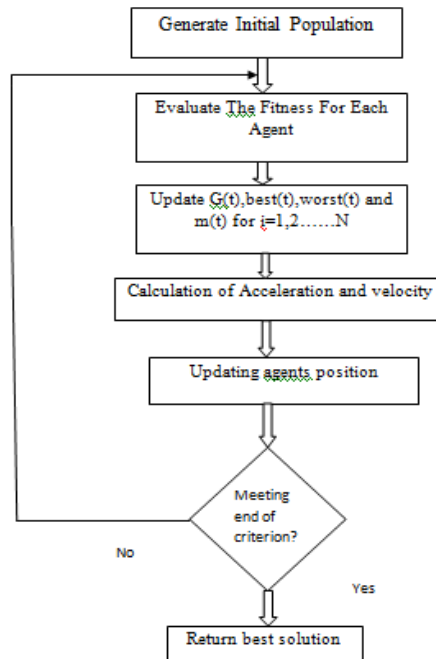 Generate Initial Population
Evaluate The Fitness For Each
Agent
Update G(t),best(t),worst(t) and
m(t) for i=1,2......N
Calculation of Acceleration and velocity
Updating agents position
Meeting
end of
criterion?
No
Yes
Return best solution